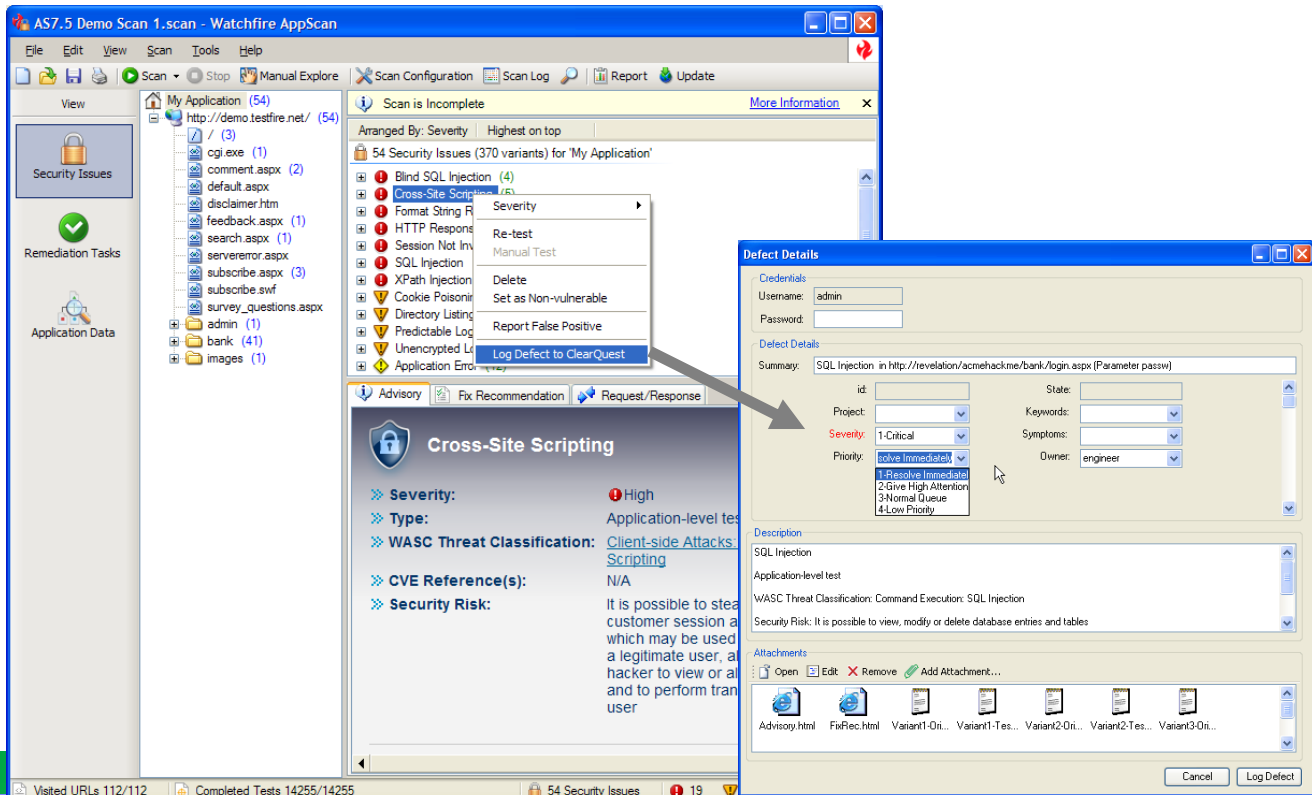 AS7.5 Demo Scan 1.scan - Watchfire AppScan
File Edit View Scan Tools Help
Scan Stop Manual Explore Scan Configuration Scan Log Report Update
View
Security Issues
Remediation Tasks
Application Data
My Application (54)
http://demo.testfire.net/ (54)
/ (3)
cgi.exe (1)
comment.aspx (2)
default.aspx
disclaimer.htm
feedback.aspx (1)
search.aspx (1)
servererror.aspx
subscribe.aspx (3)
subscribe.swf
survey_questions.aspx
admin (1)
bank (41)
images (1)
Scan is Incomplete More Information
Arranged By: Severity Highest on top
54 Security Issues (370 variants) for 'My Application'
Blind SQL Injection (4)
Cross-Site Scripting (5)
Format String R
HTTP Respons
Session Not Inv
SQL Injection
XPath Injection
Cookie Poisonin
Directory Listing
Predictable Log
Unencrypted Lo
Application Error (12)
Severity
Re-test
Manual Test
Delete
Set as Non-vulnerable
Report False Positive
Log Defect to ClearQuest
Advisory Fix Recommendation Request/Response
Cross-Site Scripting
Severity: High
Type: Application-level tes
WASC Threat Classification: Client-side Attacks:
Scripting
CVE Reference(s): N/A
Security Risk: It is possible to stea
customer session a
which may be used
a legitimate user, al
hacker to view or al
and to perform tran
user
Visited URLs 112/112 Completed Tests 14255/14255 54 Security Issues 19
Defect Details
Credentials
Username: admin
Password:
Defect Details
Summary: SQL Injection in http://revelation/acmehackme/bank/login.aspx (Parameter passw)
id: State:
Project: Keywords:
Severity: 1-Critical Symptoms:
Priority: solve Immediately Owner: engineer
1-Resolve Immediatel
2-Give High Attention
3-Normal Queue
4-Low Priority
Description
SQL Injection
Application-level test
WASC Threat Classification: Command Execution: SQL Injection
Security Risk: It is possible to view, modify or delete database entries and tables
Attachments
Open Edit Remove Add Attachment...
Advisory.html FixRec.html Variant1-Ori... Variant1-Tes... Variant2-Ori... Variant2-Tes... Variant3-Ori...
Cancel Log Defect